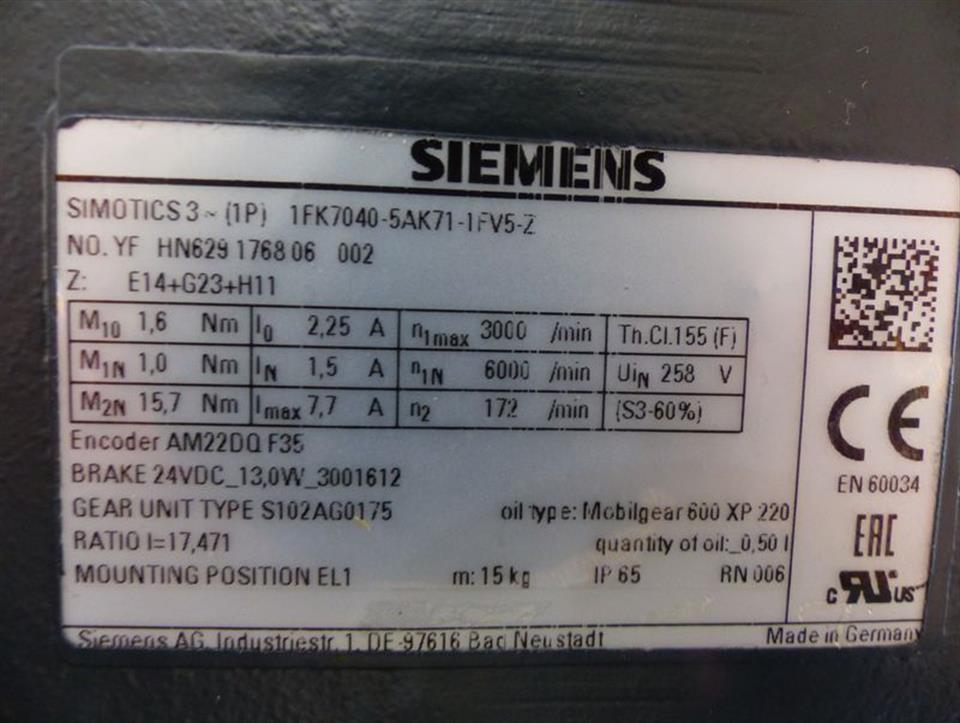 SIEMENS
SIMOTICS 3~ (1P) 1FK7040-5AK71-1FV5-Z
NO. YF HN629 1768 06 002
Z: E14+G23+H11
M10 1,6 Nm I0 2,25 A n1max 3000 /min Th.Cl.155 (F)
M1N 1,0 Nm IN 1,5 A n1N 6000 /min UiN 258 V
M2N 15,7 Nm Imax 7,7 A n2 172 /min (S3-60%)
Encoder AM22DQ F35
BRAKE 24VDC_13,0W_3001612
GEAR UNIT TYPE S102AG0175 oil type: Mobilgear 600 XP 220
RATIO I=17,471 quantity of oil:_0,50 l
MOUNTING POSITION EL1 m: 15 kg IP 65 RN 006
CE
EN 60034
EAC
c RU US
Siemens AG, Industriestr. 1, DE-97616 Bad Neustadt Made in Germany